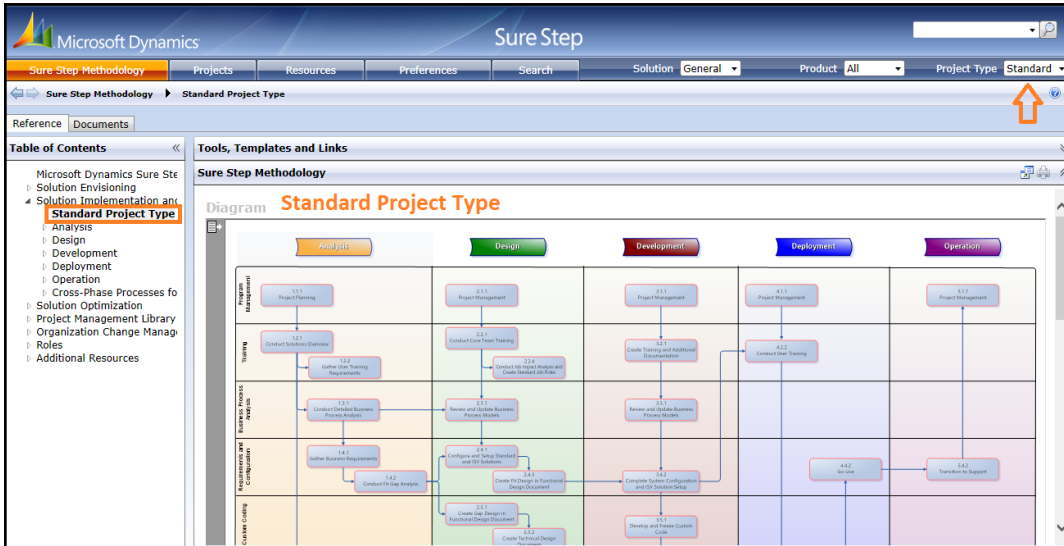 Microsoft Dynamics
Sure Step
Sure Step Methodology
Projects
Resources
Preferences
Search
Solution General
Product All
Project Type Standard
Sure Step Methodology Standard Project Type
Reference Documents
Table of Contents
Microsoft Dynamics Sure Ste
Solution Envisioning
Solution Implementation and
Standard Project Type
Analysis
Design
Development
Deployment
Operation
Cross-Phase Processes fo
Solution Optimization
Project Management Library
Organization Change Manag
Roles
Additional Resources
Tools, Templates and Links
Sure Step Methodology
Diagram
Standard Project Type
Analysis
Design
Development
Deployment
Operation
Program Management
1.1.1
Project Planning
2.1.1
Project Management
3.1.1
Project Management
4.1.1
Project Management
5.1.1
Project Management
Training
1.2.1
Conduct Solutions Overview
1.2.2
Gather User Training
Requirements
2.2.1
Conduct Core Team Training
2.2.4
Conduct Job Impact Analysis and
Create Standard Job Roles
3.2.1
Create Training and Additional
Documentation
4.2.2
Conduct User Training
Business Process
Analysis
1.3.1
Conduct Detailed Business
Process Analysis
2.3.1
Review and Update Business
Process Models
3.3.1
Review and Update Business
Process Models
Requirements and
Configuration
1.4.1
Gather Business Requirements
1.4.2
Conduct Fit Gap Analysis
2.4.1
Configure and Setup Standard
and ISV Solutions
2.4.3
Create Fit Design in Functional
Design Document
3.4.2
Complete System Configuration
and ISV Solution Setup
4.4.2
Go Live
5.4.2
Transition to Support
Custom Coding
2.5.1
Create Gap Design in
Functional Design Document
2.5.2
Create Technical Design
Document
3.5.1
Develop and Freeze Custom
Code